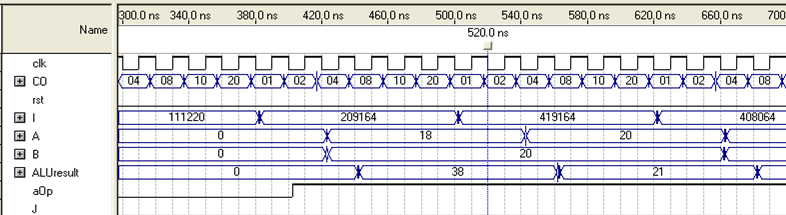 300.0 ns 340.0 ns 380.0 ns 420.0 ns 460.0 ns 500.0 ns 540.0 ns 580.0 ns 620.0 ns 660.0 ns 700
Name
520.0 ns
clk
CO 04 08 10 20 01 02 04 08 10 20 01 02 04 08 10 20 01 02 04 08
rst
I 111220 209164 419164 408064
A 0 18 20
B 0 20
ALUresult 0 38 21
aOp
J